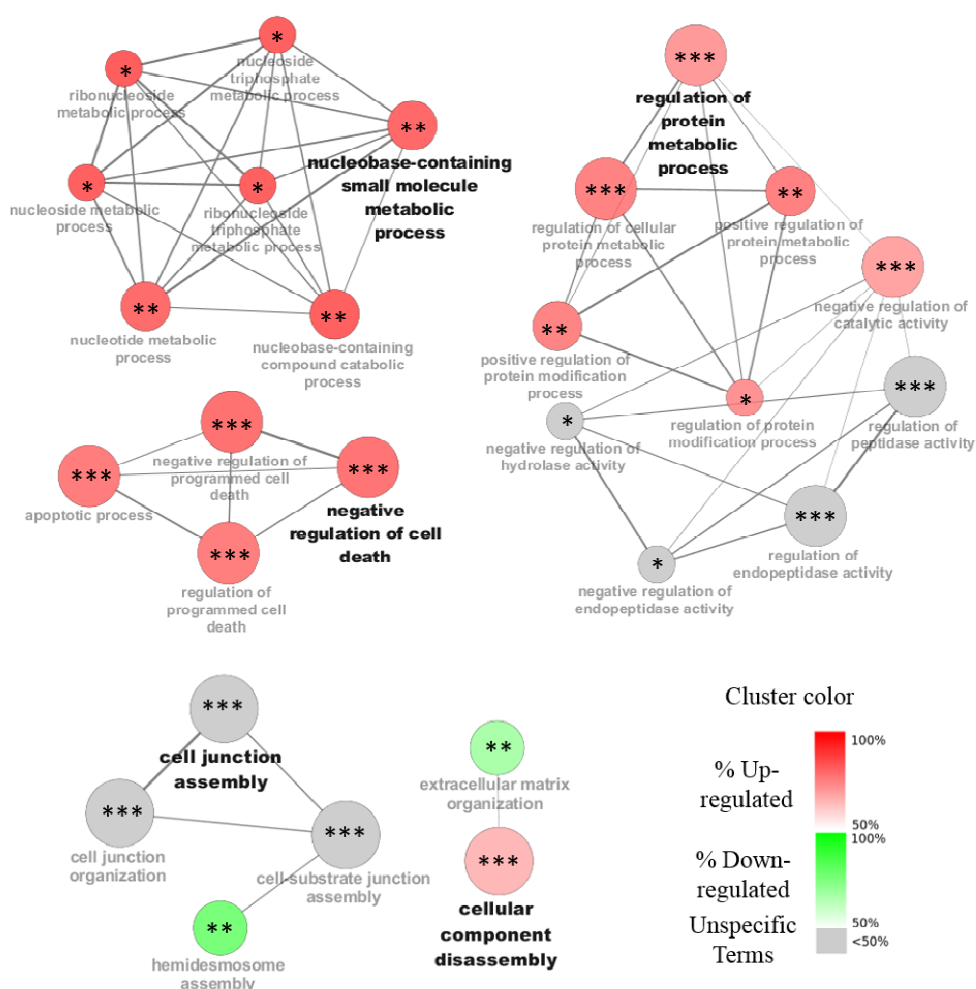 *
nucleoside
triphosphate
metabolic process
*
ribonucleoside
metabolic process
**
nucleobase-containing
small molecule
metabolic
process
*
nucleoside metabolic
process
*
ribonucleoside
triphosphate
metabolic process
**
nucleotide metabolic
process
**
nucleobase-containing
compound catabolic
process
***
regulation of
protein
metabolic
process
***
regulation of cellular
protein metabolic
process
**
positive regulation of
protein metabolic
process
***
negative regulation of
catalytic activity
**
positive regulation of
protein modification
process
*
regulation of protein
modification process
***
regulation of
peptidase activity
*
negative regulation of
hydrolase activity
***
regulation of
endopeptidase activity
*
negative regulation of
endopeptidase activity
***
negative regulation of
programmed cell
death
***
apoptotic process
***
negative
regulation of cell
death
***
regulation of
programmed cell
death
***
cell junction
assembly
***
cell junction
organization
***
cell-substrate junction
assembly
**
hemidesmosome
assembly
**
extracellular matrix
organization
***
cellular
component
disassembly
Cluster color
% Up-
regulated
100%
50%
% Down-
regulated
100%
50%
Unspecific
Terms
<50%